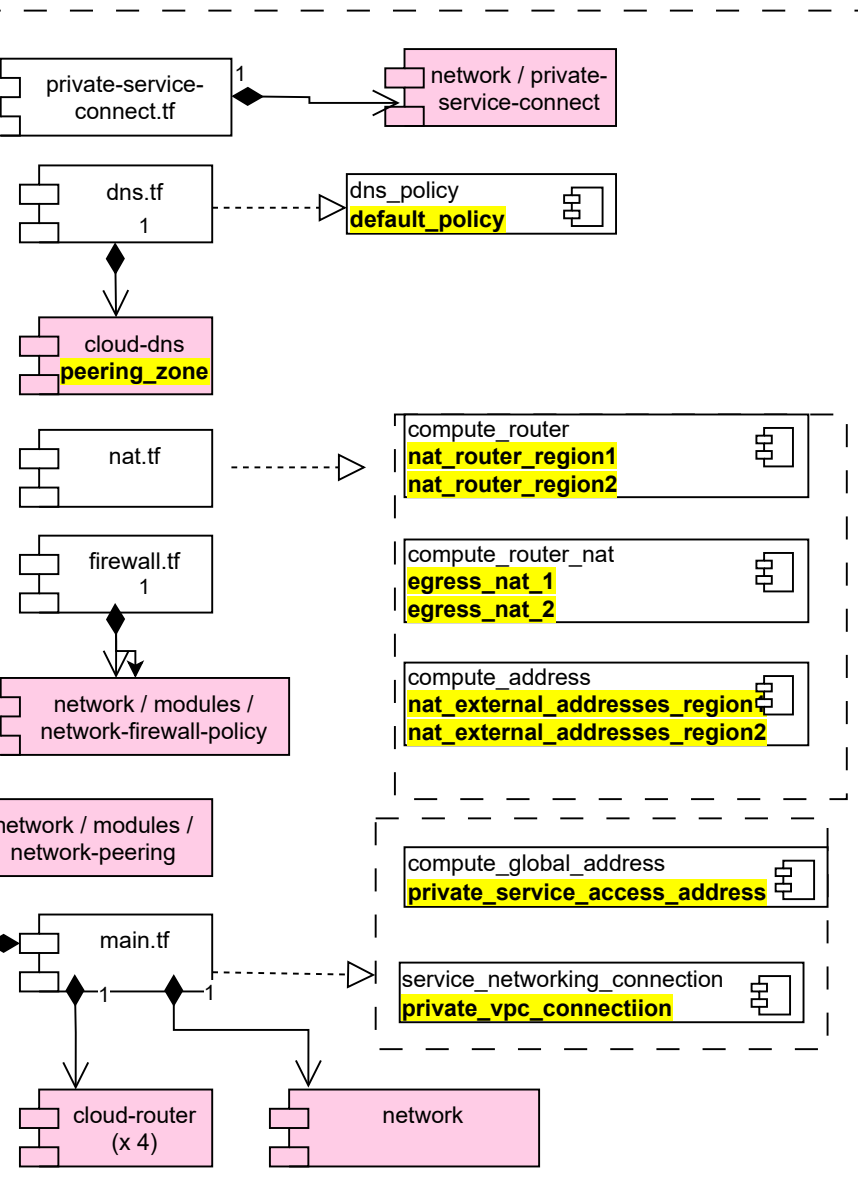 private-service-
connect.tf
1
network / private-
service-connect
dns.tf
1
dns_policy
default_policy
cloud-dns
peering_zone
nat.tf
compute_router
nat_router_region1
nat_router_region2
firewall.tf
1
compute_router_nat
egress_nat_1
egress_nat_2
network / modules /
network-firewall-policy
compute_address
nat_external_addresses_region1
nat_external_addresses_region2
network / modules /
network-peering
compute_global_address
private_service_access_address
main.tf
1
1
service_networking_connection
private_vpc_connectiion
cloud-router
(x 4)
network